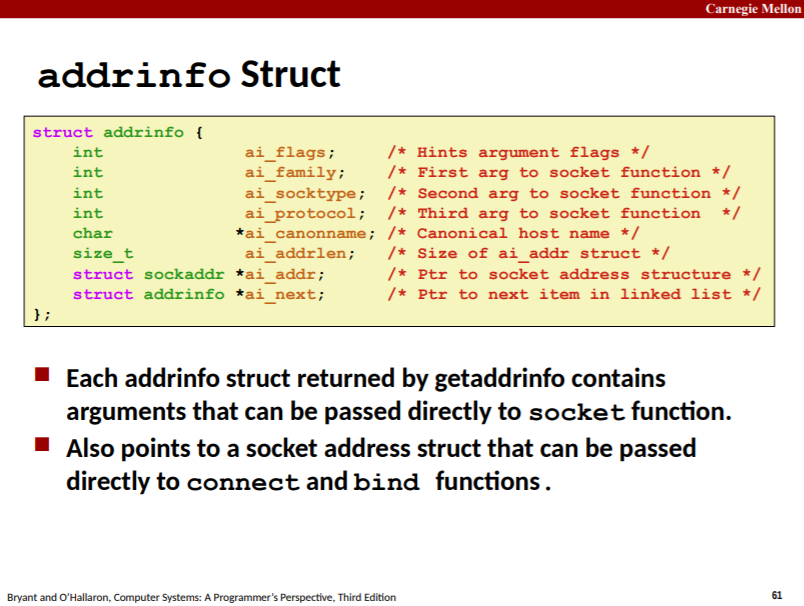 Carnegie Mellon
addrinfo Struct
struct addrinfo {
    int              ai_flags;     /* Hints argument flags */
    int              ai_family;    /* First arg to socket function */
    int              ai_socktype;  /* Second arg to socket function */
    int              ai_protocol;  /* Third arg to socket function  */
    char            *ai_canonname; /* Canonical host name */
    size_t           ai_addrlen;   /* Size of ai_addr struct */
    struct sockaddr *ai_addr;      /* Ptr to socket address structure */
    struct addrinfo *ai_next;      /* Ptr to next item in linked list */
};
Each addrinfo struct returned by getaddrinfo contains
arguments that can be passed directly to socket function.
Also points to a socket address struct that can be passed
directly to connect and bind functions.
Bryant and O'Hallaron, Computer Systems: A Programmer's Perspective, Third Edition
61